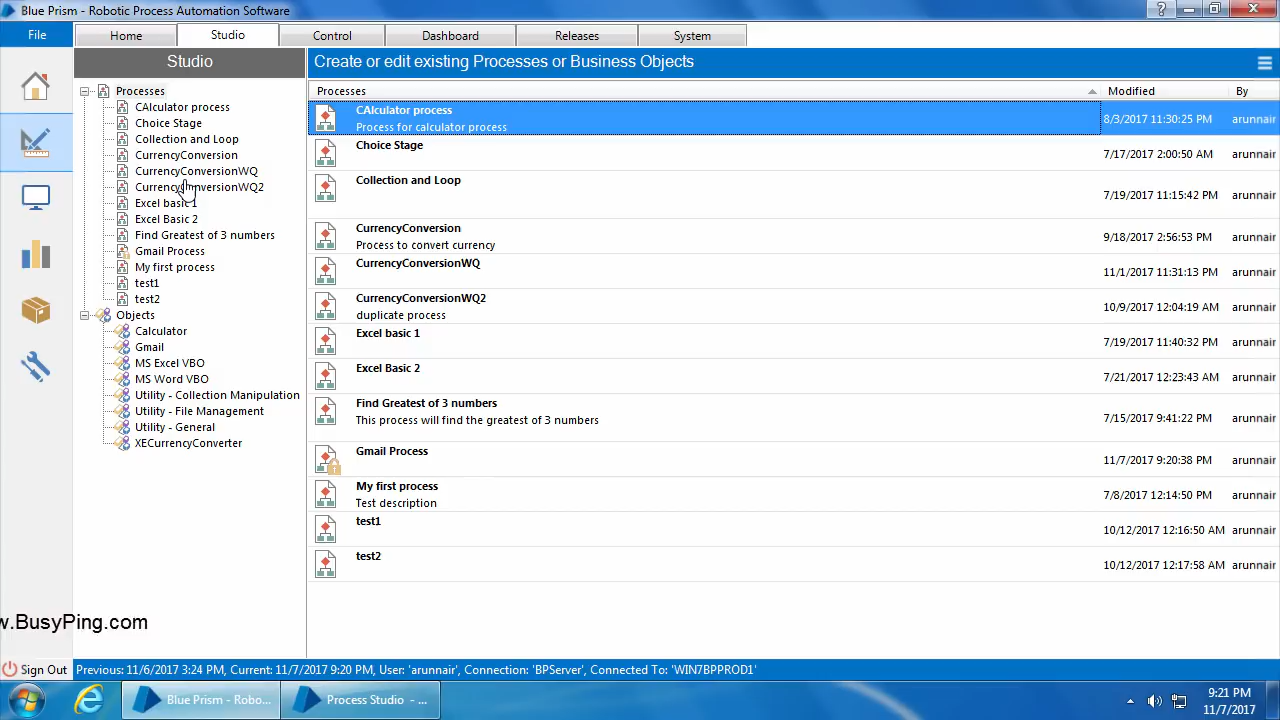 Blue Prism - Robotic Process Automation Software
?
File
Home
Studio
Control
Dashboard
Releases
System
Studio
Create or edit existing Processes or Business Objects
Processes
CAlculator process
Choice Stage
Collection and Loop
CurrencyConversion
CurrencyConversionWQ
CurrencyConversionWQ2
Excel basic 1
Excel Basic 2
Find Greatest of 3 numbers
Gmail Process
My first process
test1
test2
Objects
Calculator
Gmail
MS Excel VBO
MS Word VBO
Utility - Collection Manipulation
Utility - File Management
Utility - General
XECurrencyConverter
Processes Modified By
CAlculator process
Process for calculator process
8/3/2017 11:30:25 PM arunnair
Choice Stage
7/17/2017 2:00:50 AM arunnair
Collection and Loop
7/19/2017 11:15:42 PM arunnair
CurrencyConversion
Process to convert currency
9/18/2017 2:56:53 PM arunnair
CurrencyConversionWQ
11/1/2017 11:31:13 PM arunnair
CurrencyConversionWQ2
duplicate process
10/9/2017 12:04:19 AM arunnair
Excel basic 1
7/19/2017 11:40:32 PM arunnair
Excel Basic 2
7/21/2017 12:23:43 AM arunnair
Find Greatest of 3 numbers
This process will find the greatest of 3 numbers
7/15/2017 9:41:22 PM arunnair
Gmail Process
11/7/2017 9:20:38 PM arunnair
My first process
Test description
7/8/2017 12:14:50 PM arunnair
test1
10/12/2017 12:16:50 AM arunnair
test2
10/12/2017 12:17:58 AM arunnair
w.BusyPing.com
Sign Out
Previous: 11/6/2017 3:24 PM, Current: 11/7/2017 9:20 PM, User: 'arunnair', Connection: 'BPServer', Connected To: 'WIN7BPPROD1'
Blue Prism - Robo...
Process Studio - ...
9:21 PM
11/7/2017